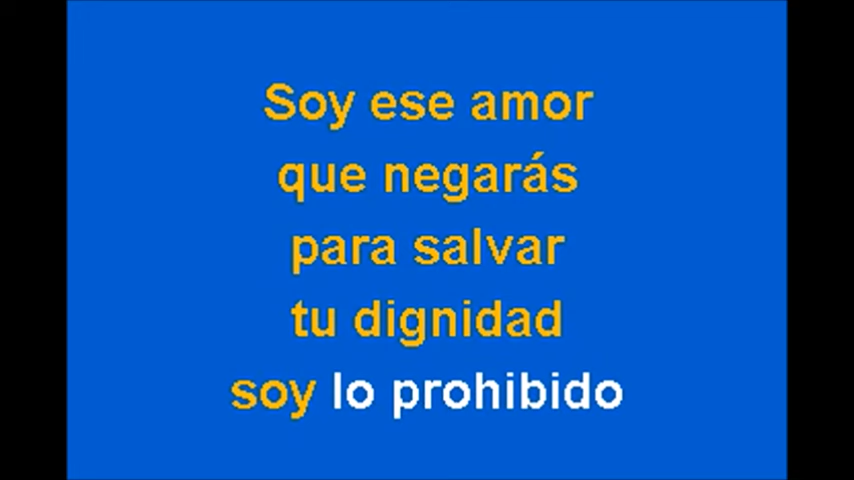 Soy ese amor
que negarás
para salvar
tu dignidad
soy lo prohibido